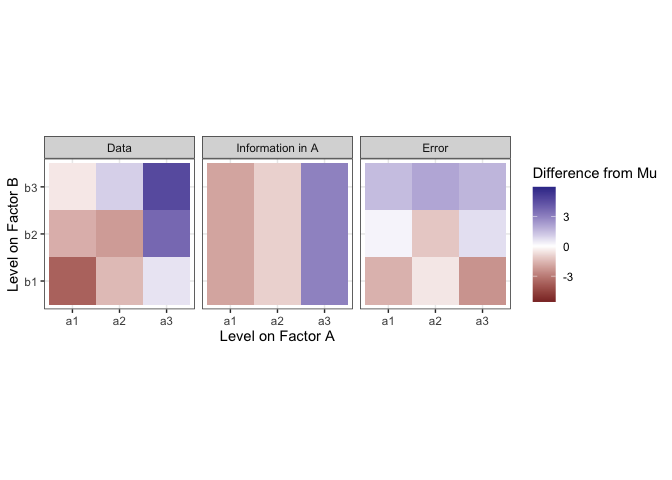 Data
Information in A
Error
Level on Factor B
b3
b2
b1
a1 a2 a3
a1 a2 a3
a1 a2 a3
Level on Factor A
Difference from Mu
3
0
-3